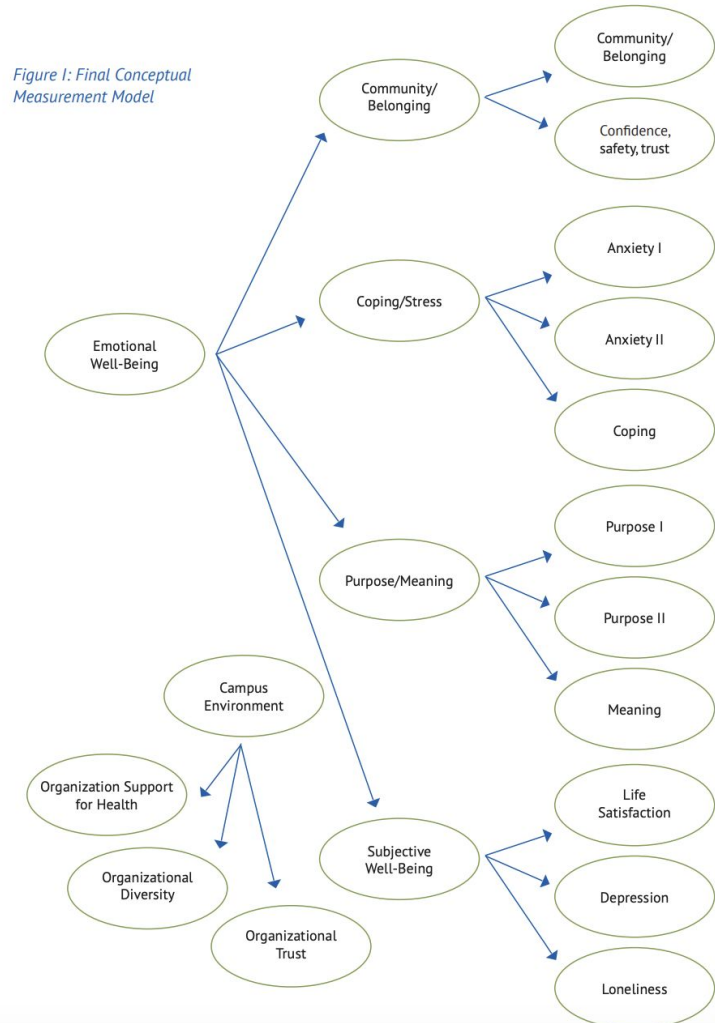 Figure I: Final Conceptual
Measurement Model
Community/
Belonging
Community/
Belonging
Confidence,
safety, trust
Emotional
Well-Being
Coping/Stress
Anxiety I
Anxiety II
Coping
Purpose/Meaning
Purpose I
Purpose II
Meaning
Campus
Environment
Organization Support
for Health
Organizational
Diversity
Organizational
Trust
Subjective
Well-Being
Life
Satisfaction
Depression
Loneliness